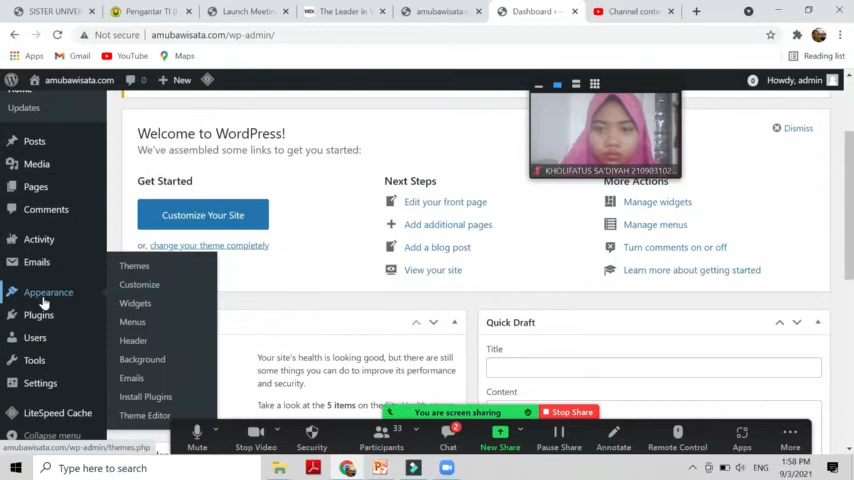 SISTER UNIVER
Pengantar TI (
Launch Meetin
WIX
The Leader in
amubawisata.c
Dashboard ‹
Channel conte
Not secure
amubawisata.com/wp-admin/
Apps
Gmail
YouTube
Maps
Reading list
amubawisata.com
0
New
0
Howdy, admin
Home
Updates
Posts
Media
Pages
Comments
Activity
Emails
Appearance
Plugins
Users
Tools
Settings
LiteSpeed Cache
Collapse menu
Themes
Customize
Widgets
Menus
Header
Background
Emails
Install Plugins
Theme Editor
Welcome to WordPress!
We've assembled some links to get you started:
Dismiss
Get Started
Customize Your Site
or, change your theme completely
Next Steps
Edit your front page
Add additional pages
Add a blog post
View your site
More Actions
Manage widgets
Manage menus
Turn comments on or off
Learn more about getting started
KHOLIFATUS SA'DIYAH 210903102...
Your site's health is looking good, but there are still
some things you can do to improve its performance
and security.
Take a look at the 5 items on the
Quick Draft
Title
Content
You are screen sharing
Stop Share
Mute
Stop Video
Security
33
Participants
2
Chat
New Share
Pause Share
Annotate
Remote Control
Apps
More
amubawisata.com/wp-admin/themes.php
Type here to search
ENG
1:58 PM
9/3/2021